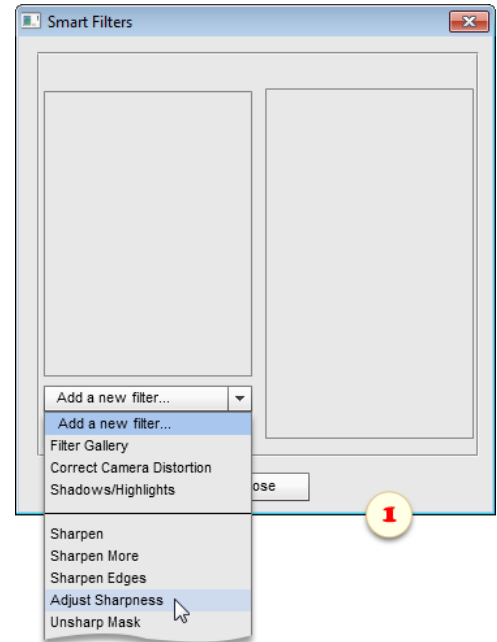 Smart Filters
Add a new filter...
Add a new filter...
Filter Gallery
Correct Camera Distortion
Shadows/Highlights
ose
1
Sharpen
Sharpen More
Sharpen Edges
Adjust Sharpness
Unsharp Mask